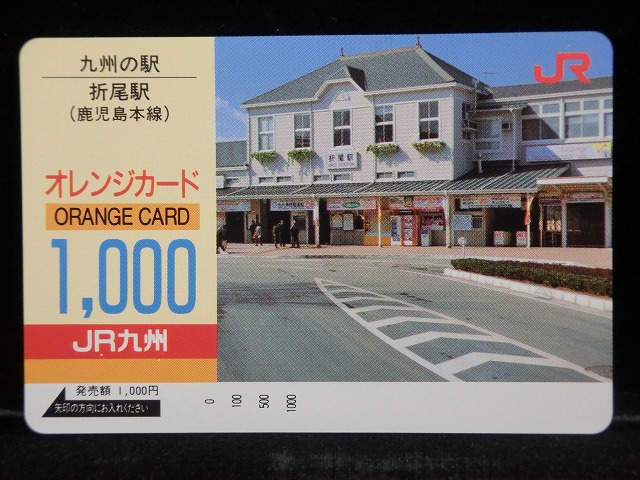 九州の駅
折尾駅
(鹿児島本線)
オレンジカード
ORANGE CARD
1,000
JR九州
JR
折尾駅
発売額 1,000円
矢印の方向にお入れください
0 100 500 1000